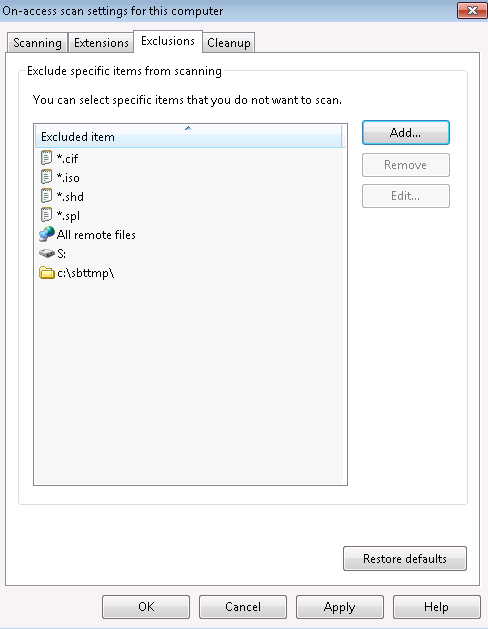 On-access scan settings for this computer
Scanning Extensions Exclusions Cleanup
Exclude specific items from scanning
You can select specific items that you do not want to scan.
Excluded item
Add...
*.cif
Remove
*.iso
*.shd
Edit...
*.spl
All remote files
S:
c:\sbttmp\
Restore defaults
OK Cancel Apply Help